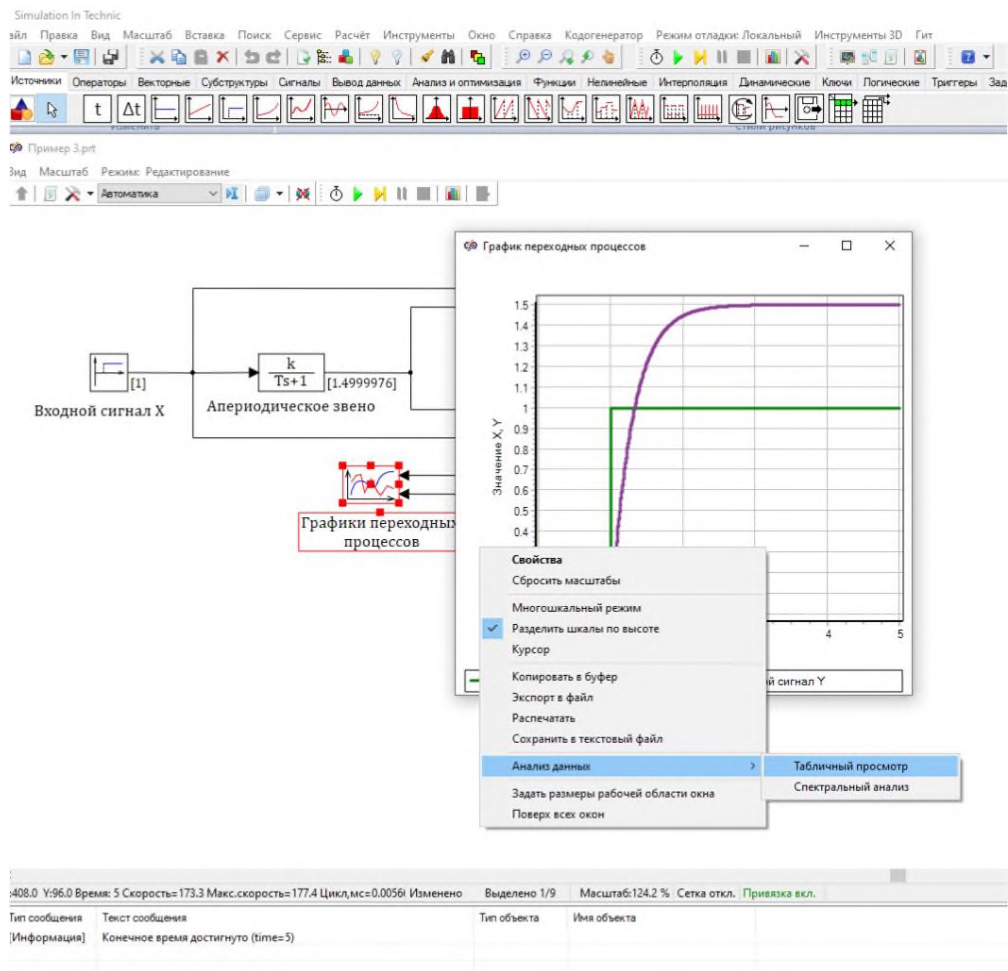 Simulation In Technic
айл Правка Вид Масштаб Вставка Поиск Сервис Расчёт Инструменты Окно Справка Кодогенератор Режим отладки: Локальный Инструменты 3D Гит
Источники Операторы Векторные Субструктуры Сигналы Вывод данных Анализ и оптимизация Функции Нелинейные Интерполяция Динамические Ключи Логические Триггеры Зад
t Δt
Изменить Стили рисунков
Пример 3.prt
Вид Масштаб Режим: Редактирование
Автоматика
График переходных процессов
1.5
1.4
1.3
1.2
1.1
1
0.9
0.8
0.7
0.6
0.5
0.4
Значение X, Y
4 5
й сигнал Y
k
Ts+1
[1]
[1.4999976]
Входной сигнал X
Апериодическое звено
Графики переходных
процессов
Свойства
Сбросить масштабы
Многошкальный режим
Разделить шкалы по высоте
Курсор
Копировать в буфер
Экспорт в файл
Распечатать
Сохранить в текстовый файл
Анализ данных
Табличный просмотр
Спектральный анализ
Задать размеры рабочей области окна
Поверх всех окон
:408.0 Y:96.0 Время: 5 Скорость=173.3 Макс.скорость=177.4 Цикл,мс=0.0056( Изменено Выделено 1/9 Масштаб:124.2 % Сетка откл. Привязка вкл.
Тип сообщения Текст сообщения Тип объекта Имя объекта
[Информация] Конечное время достигнуто (time=5)